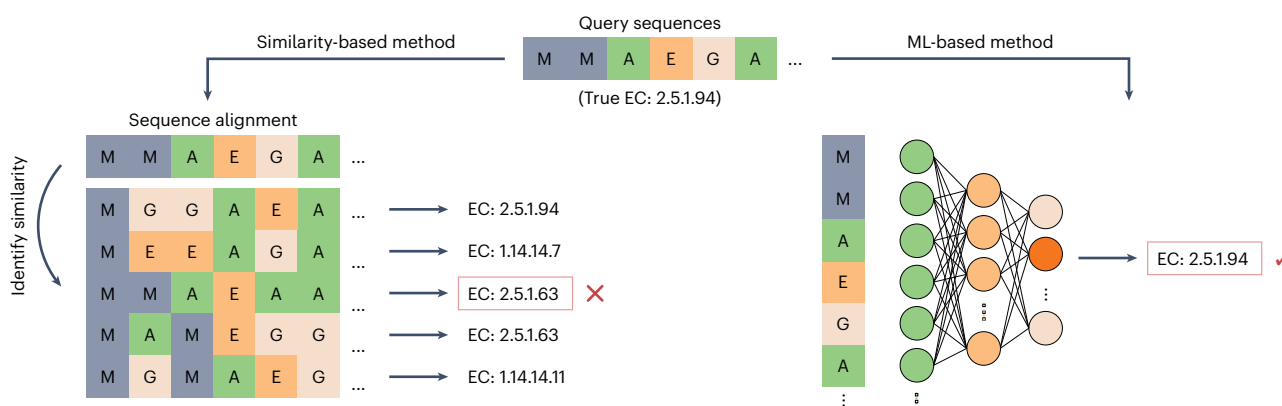 Query sequences
Similarity-based method
ML-based method
M M A E G A ...
(True EC: 2.5.1.94)
Sequence alignment
Identify similarity
M M A E G A ...
M G G A E A ... EC: 2.5.1.94
M E E A G A ... EC: 1.14.14.7
M M A E A A ... EC: 2.5.1.63
M A M E G G ... EC: 2.5.1.63
M G M A E G ... EC: 1.14.14.11
M
M
A
E
G
A
...
EC: 2.5.1.94